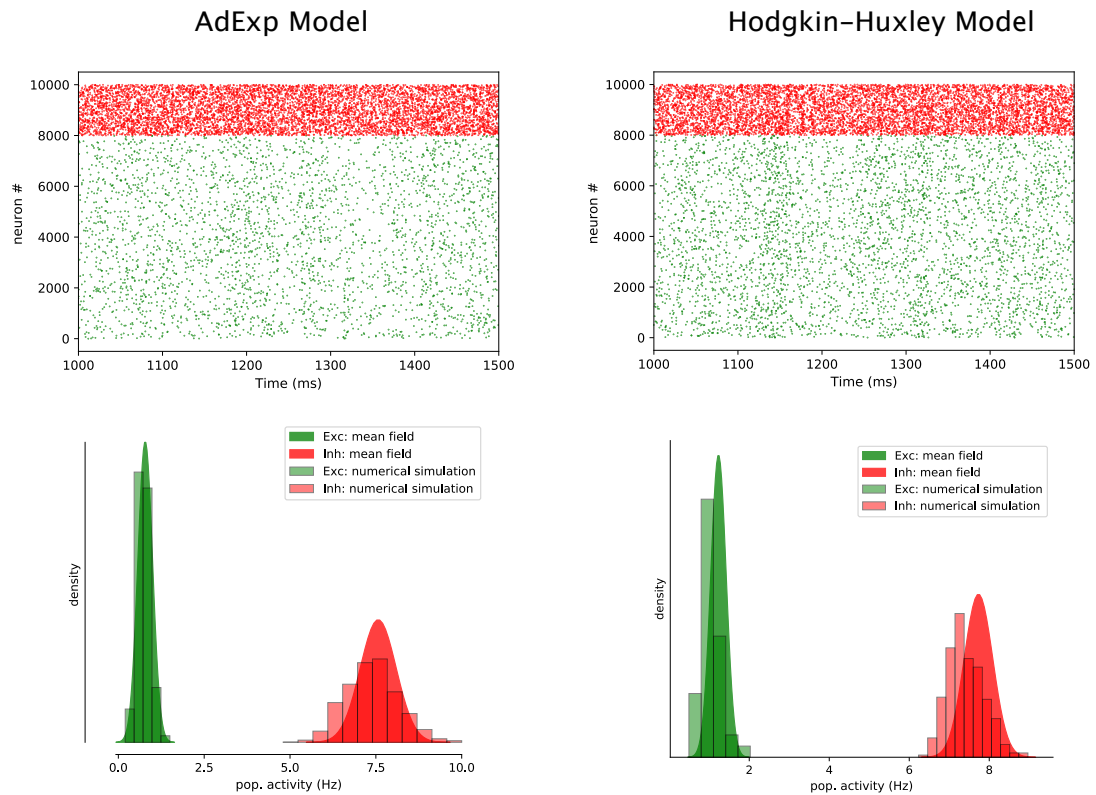 AdExp Model
Hodgkin-Huxley Model
10000
8000
6000
4000
2000
0
neuron #
1000 1100 1200 1300 1400 1500
Time (ms)
10000
8000
6000
4000
2000
0
neuron #
1000 1100 1200 1300 1400 1500
Time (ms)
Exc: mean field
Inh: mean field
Exc: numerical simulation
Inh: numerical simulation
density
0.0 2.5 5.0 7.5 10.0
pop. activity (Hz)
Exc: mean field
Inh: mean field
Exc: numerical simulation
Inh: numerical simulation
density
2 4 6 8
pop. activity (Hz)